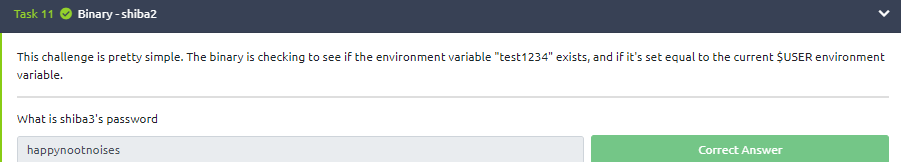 Task 11 Binary - shiba2
This challenge is pretty simple. The binary is checking to see if the environment variable "test1234" exists, and if it's set equal to the current $USER environment
variable.
What is shiba3's password
happynootnoises
Correct Answer